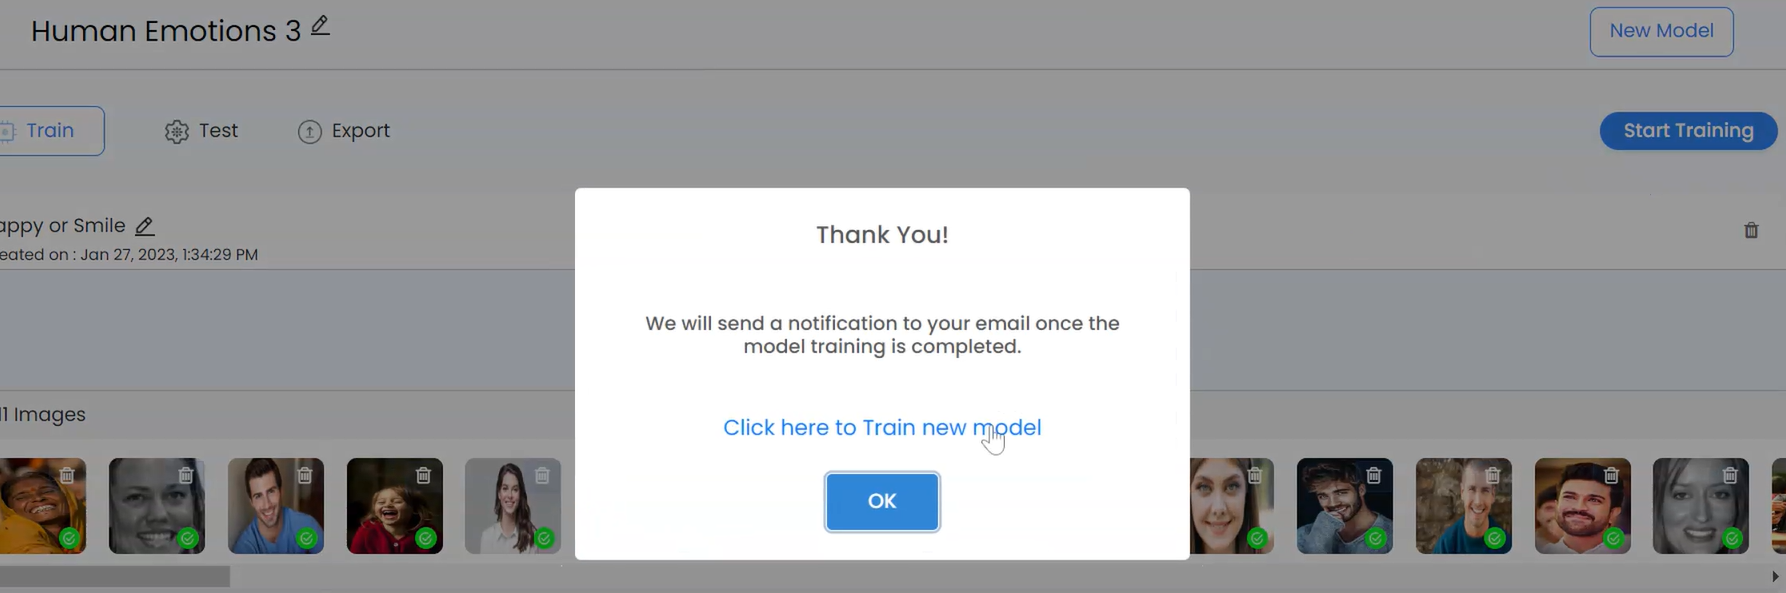 Human Emotions 3
New Model
Train
Test
Export
Start Training
appy or Smile
eated on : Jan 27, 2023, 1:34:29 PM
Thank You!
We will send a notification to your email once the
model training is completed.
Click here to Train new model
OK
11 Images